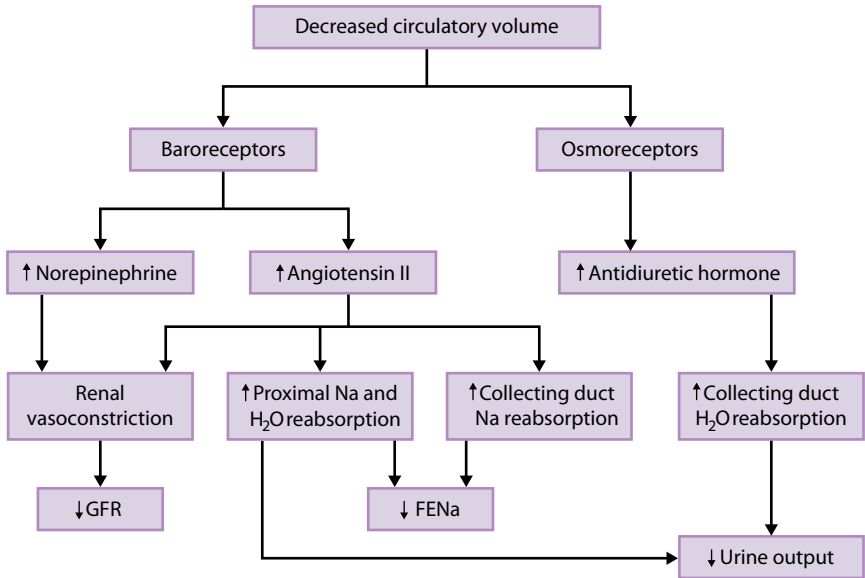 Decreased circulatory volume
Baroreceptors
Osmoreceptors
↑ Norepinephrine
↑ Angiotensin II
↑ Antidiuretic hormone
Renal
vasoconstriction
↑ Proximal Na and
H₂O reabsorption
↑ Collecting duct
Na reabsorption
↑ Collecting duct
H₂O reabsorption
↓ GFR
↓ FENa
↓ Urine output